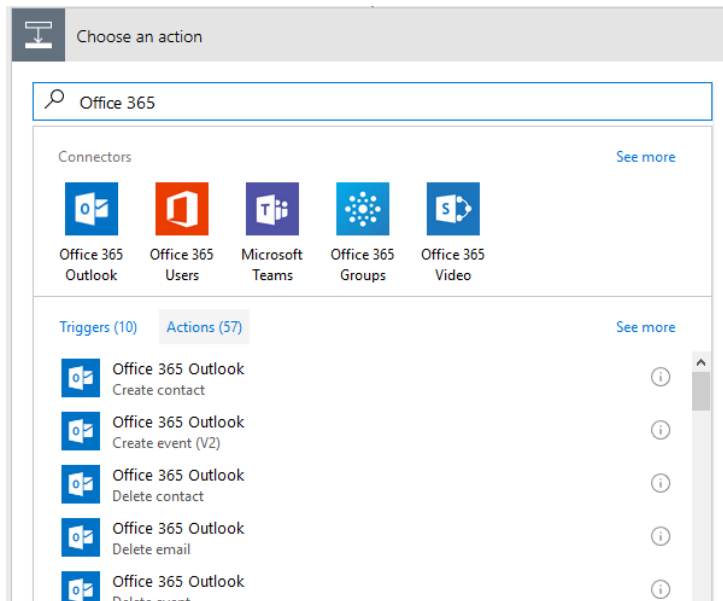 Choose an action
Office 365
Connectors
See more
Office 365 Outlook
Office 365 Users
Microsoft Teams
Office 365 Groups
Office 365 Video
Triggers (10)
Actions (57)
See more
Office 365 Outlook
Create contact
Office 365 Outlook
Create event (V2)
Office 365 Outlook
Delete contact
Office 365 Outlook
Delete email
Office 365 Outlook
Delete event